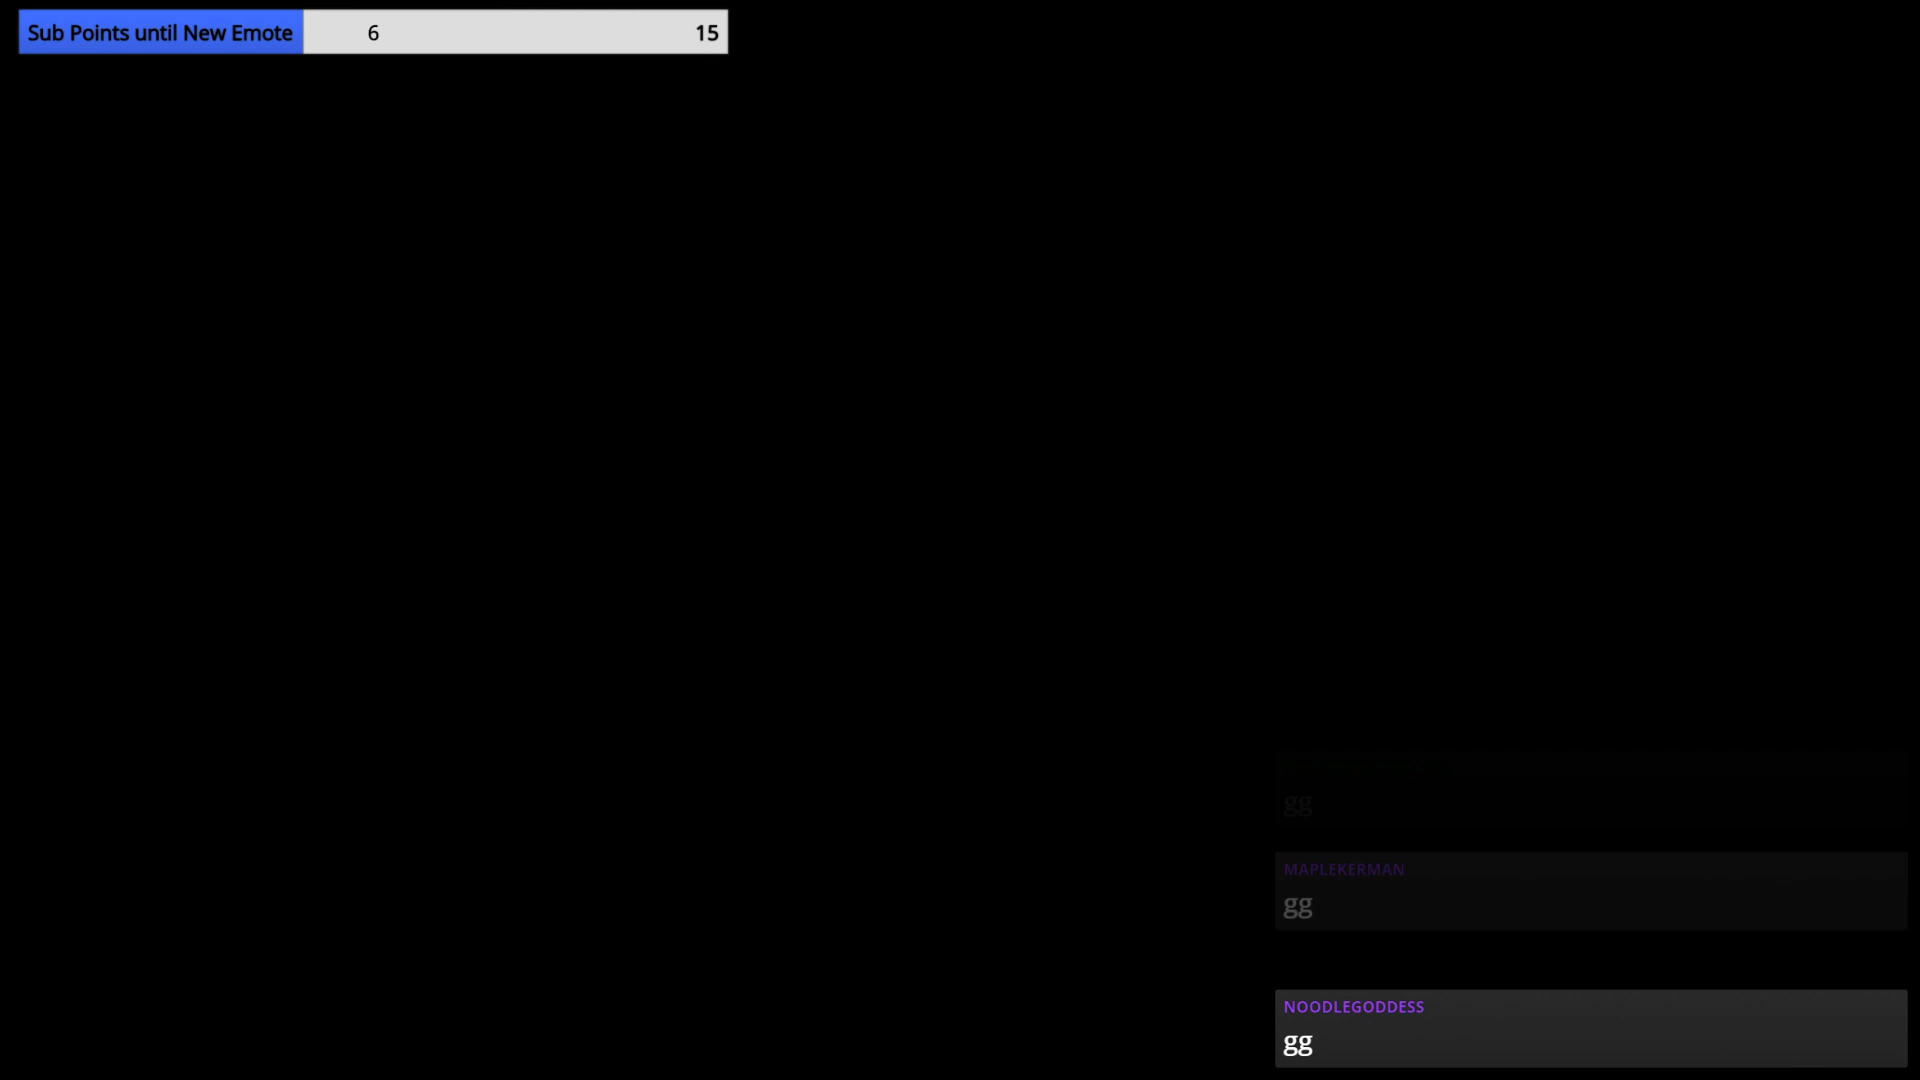 Sub Points until New Emote 6 15
gg
MAPLEKERMAN
gg
NOODLEGODDESS
gg